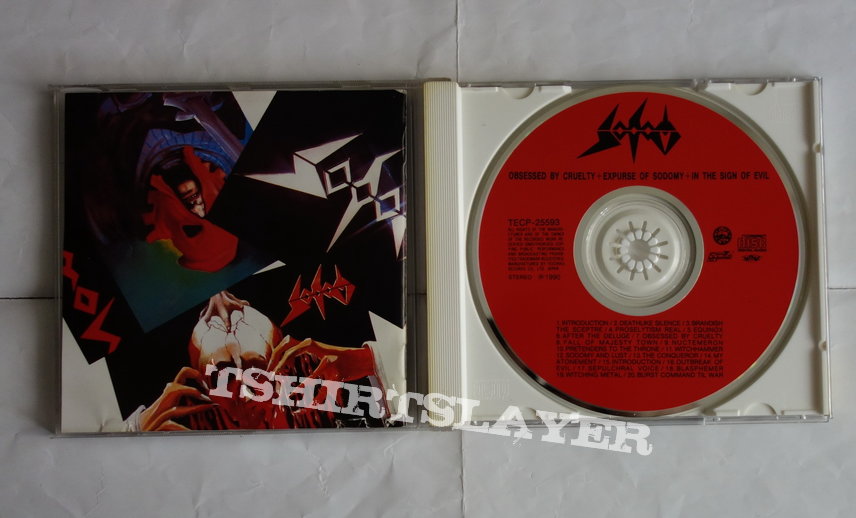 SODO
SODOM
SODOM
OBSESSED BY CRUELTY+EXPURSE OF SODOMY+IN THE SIGN OF EVIL
TECP-25593
STEREO ℗ 1990
1. INTRODUCTION / 2. DEATHLIKE SILENCE / 3. BRANDISH
THE SCEPTRE / 4. PROSELYTISM REAL / 5. EQUINOX
6. AFTER THE DELUGE / 7. OBSESSED BY CRUELTY
8. FALL OF MAJESTY TOWN / 9. NUCTEMERON
10. PRETENDERS TO THE THRONE / 11. WITCHHAMMER
12. SODOMY AND LUST / 13. THE CONQUEROR / 14. MY
ATONEMENT / 15. INTRODUCTION / 16. OUTBREAK OF
EVIL / 17. SEPULCHRAL VOICE / 18. BLASPHEMER
19. WITCHING METAL / 20. BURST COMMAND TIL WAR
TSHIRTSLAYER